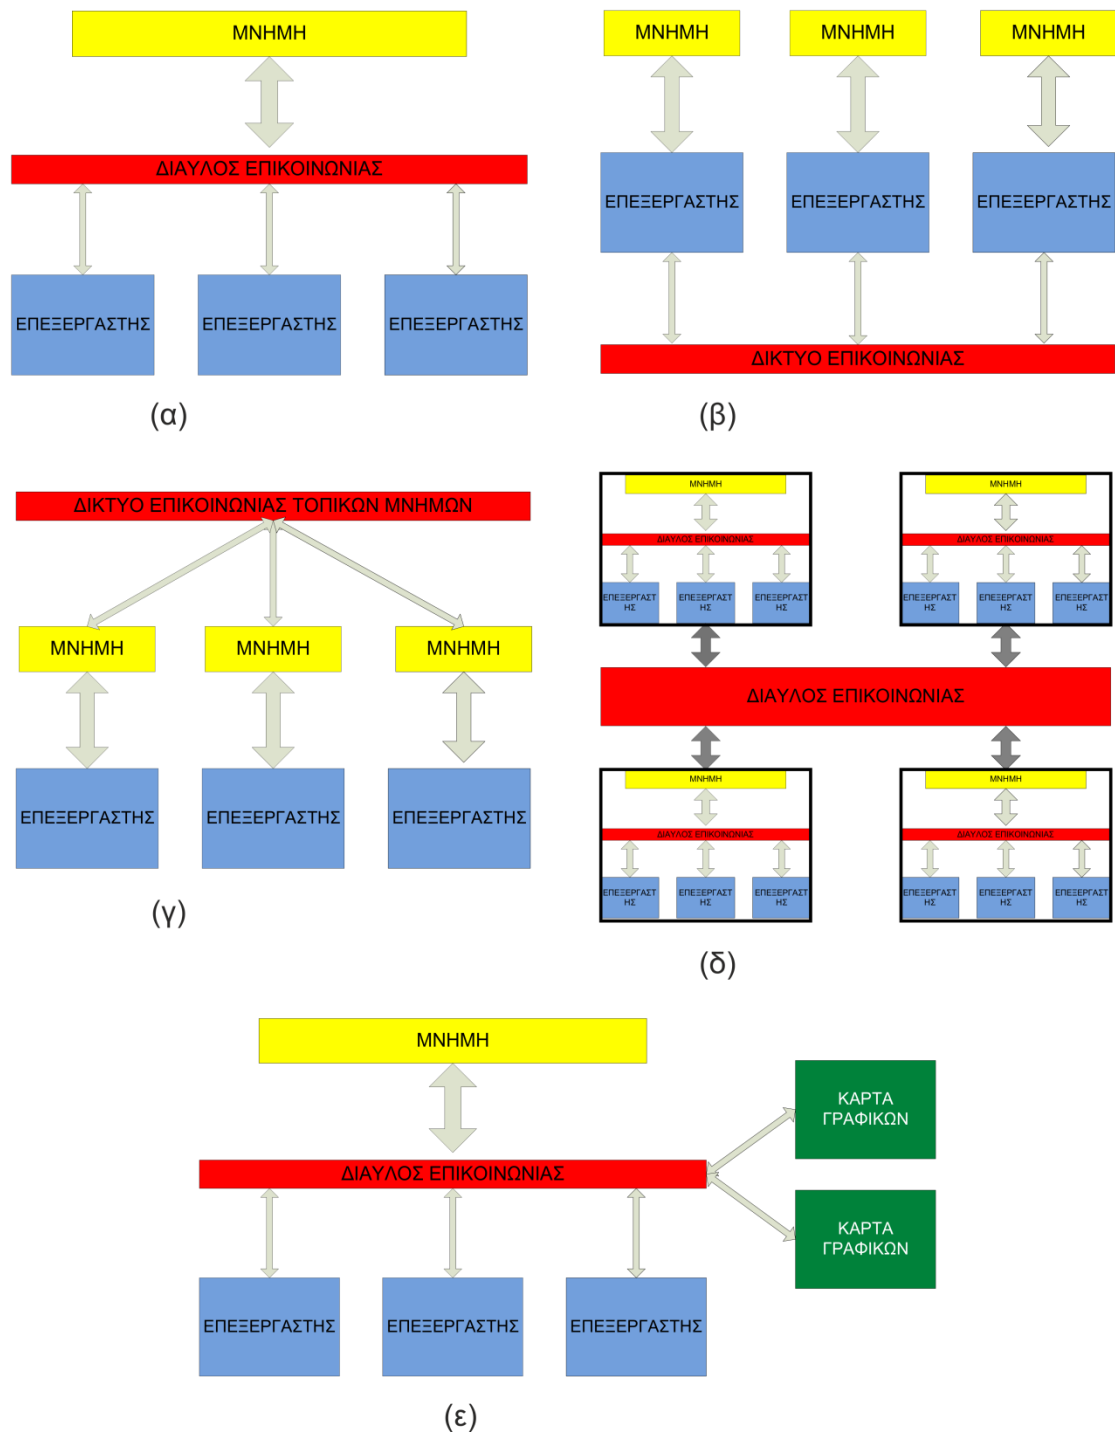 ΜΝΗΜΗ
ΔΙΑΥΛΟΣ ΕΠΙΚΟΙΝΩΝΙΑΣ
ΕΠΕΞΕΡΓΑΣΤΗΣ ΕΠΕΞΕΡΓΑΣΤΗΣ ΕΠΕΞΕΡΓΑΣΤΗΣ
(α)
ΜΝΗΜΗ ΜΝΗΜΗ ΜΝΗΜΗ
ΕΠΕΞΕΡΓΑΣΤΗΣ ΕΠΕΞΕΡΓΑΣΤΗΣ ΕΠΕΞΕΡΓΑΣΤΗΣ
ΔΙΚΤΥΟ ΕΠΙΚΟΙΝΩΝΙΑΣ
(β)
ΔΙΚΤΥΟ ΕΠΙΚΟΙΝΩΝΙΑΣ ΤΟΠΙΚΩΝ ΜΝΗΜΩΝ
ΜΝΗΜΗ ΜΝΗΜΗ ΜΝΗΜΗ
ΕΠΕΞΕΡΓΑΣΤΗΣ ΕΠΕΞΕΡΓΑΣΤΗΣ ΕΠΕΞΕΡΓΑΣΤΗΣ
(γ)
ΜΝΗΜΗ
ΔΙΑΥΛΟΣ ΕΠΙΚΟΙΝΩΝΙΑΣ
ΕΠΕΞΕΡΓΑΣΤ ΕΠΕΞΕΡΓΑΣΤ ΕΠΕΞΕΡΓΑΣΤ
ΗΣ ΗΣ ΗΣ
ΜΝΗΜΗ
ΔΙΑΥΛΟΣ ΕΠΙΚΟΙΝΩΝΙΑΣ
ΕΠΕΞΕΡΓΑΣΤ ΕΠΕΞΕΡΓΑΣΤ ΕΠΕΞΕΡΓΑΣΤ
ΗΣ ΗΣ ΗΣ
ΔΙΑΥΛΟΣ ΕΠΙΚΟΙΝΩΝΙΑΣ
ΜΝΗΜΗ
ΔΙΑΥΛΟΣ ΕΠΙΚΟΙΝΩΝΙΑΣ
ΕΠΕΞΕΡΓΑΣΤ ΕΠΕΞΕΡΓΑΣΤ ΕΠΕΞΕΡΓΑΣΤ
ΗΣ ΗΣ ΗΣ
ΜΝΗΜΗ
ΔΙΑΥΛΟΣ ΕΠΙΚΟΙΝΩΝΙΑΣ
ΕΠΕΞΕΡΓΑΣΤ ΕΠΕΞΕΡΓΑΣΤ ΕΠΕΞΕΡΓΑΣΤ
ΗΣ ΗΣ ΗΣ
(δ)
ΜΝΗΜΗ
ΔΙΑΥΛΟΣ ΕΠΙΚΟΙΝΩΝΙΑΣ
ΕΠΕΞΕΡΓΑΣΤΗΣ ΕΠΕΞΕΡΓΑΣΤΗΣ ΕΠΕΞΕΡΓΑΣΤΗΣ
ΚΑΡΤΑ
ΓΡΑΦΙΚΩΝ
ΚΑΡΤΑ
ΓΡΑΦΙΚΩΝ
(ε)